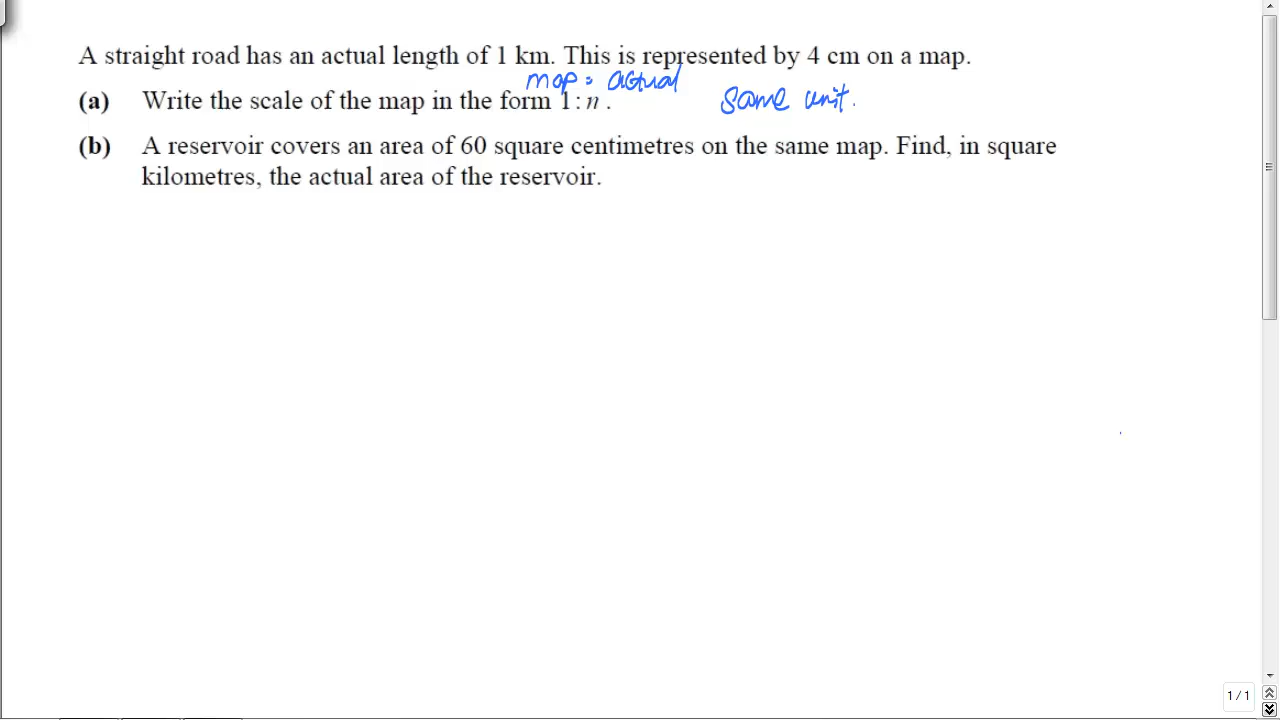 A straight road has an actual length of 1 km. This is represented by 4 cm on a map.
map : actual
(a) Write the scale of the map in the form 1 : n . same unit.
(b) A reservoir covers an area of 60 square centimetres on the same map. Find, in square
kilometres, the actual area of the reservoir.
1 / 1